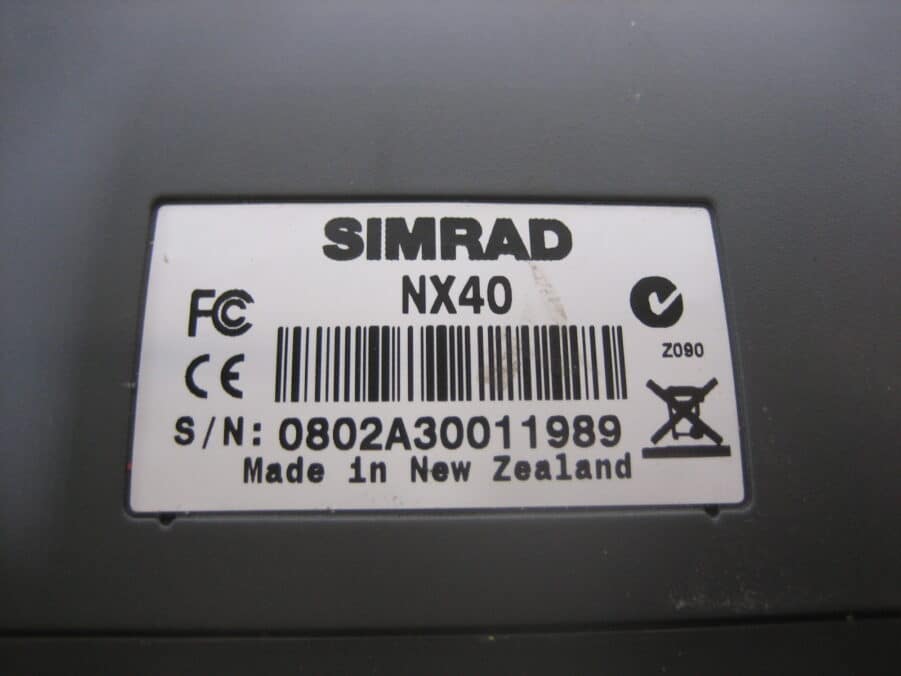 SIMRAD
NX40
FC
CE
Z090
S/N: 0802A30011989
Made in New Zealand